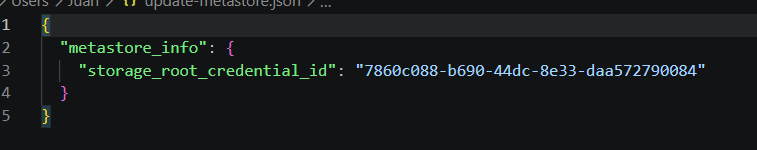 Users > Juan > {} update-metastore.json > ...
1 {
2 "metastore_info": {
3 "storage_root_credential_id": "7860c088-b690-44dc-8e33-daa572790084"
4 }
5 }